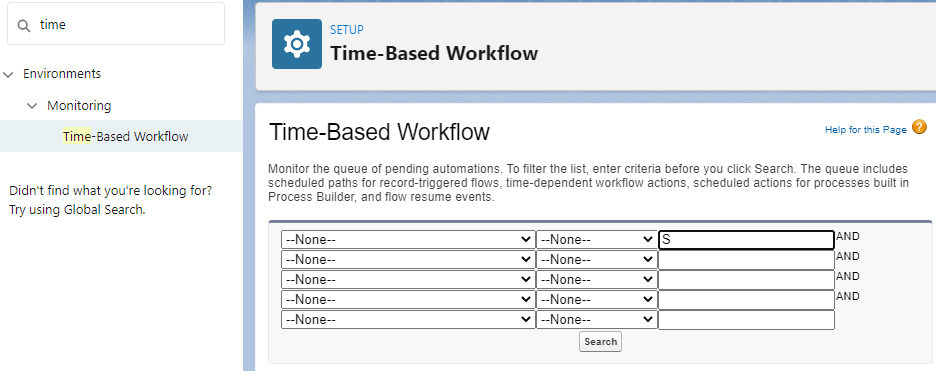 time
Environments
Monitoring
Time-Based Workflow
Didn't find what you're looking for?
Try using Global Search.
SETUP
Time-Based Workflow
Time-Based Workflow
Help for this Page ?
Monitor the queue of pending automations. To filter the list, enter criteria before you click Search. The queue includes
scheduled paths for record-triggered flows, time-dependent workflow actions, scheduled actions for processes built in
Process Builder, and flow resume events.
--None-- --None-- S AND
--None-- --None-- AND
--None-- --None-- AND
--None-- --None-- AND
--None-- --None--
Search